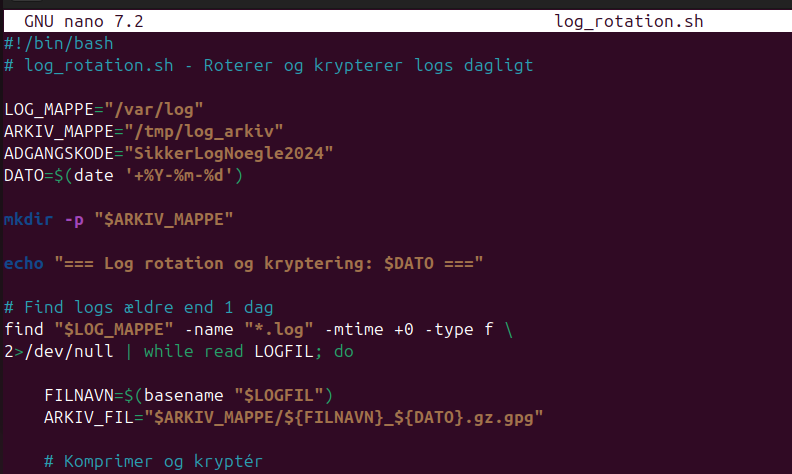 GNU nano 7.2 log_rotation.sh
#!/bin/bash
# log_rotation.sh - Roterer og krypterer logs dagligt
LOG_MAPPE="/var/log"
ARKIV_MAPPE="/tmp/log_arkiv"
ADGANGSKODE="SikkerLogNoegle2024"
DATO=$(date '+%Y-%m-%d')
mkdir -p "$ARKIV_MAPPE"
echo "=== Log rotation og kryptering: $DATO ==="
# Find logs ældre end 1 dag
find "$LOG_MAPPE" -name "*.log" -mtime +0 -type f \
2>/dev/null | while read LOGFIL; do
FILNAVN=$(basename "$LOGFIL")
ARKIV_FIL="$ARKIV_MAPPE/${FILNAVN}_${DATO}.gz.gpg"
# Komprimer og kryptér